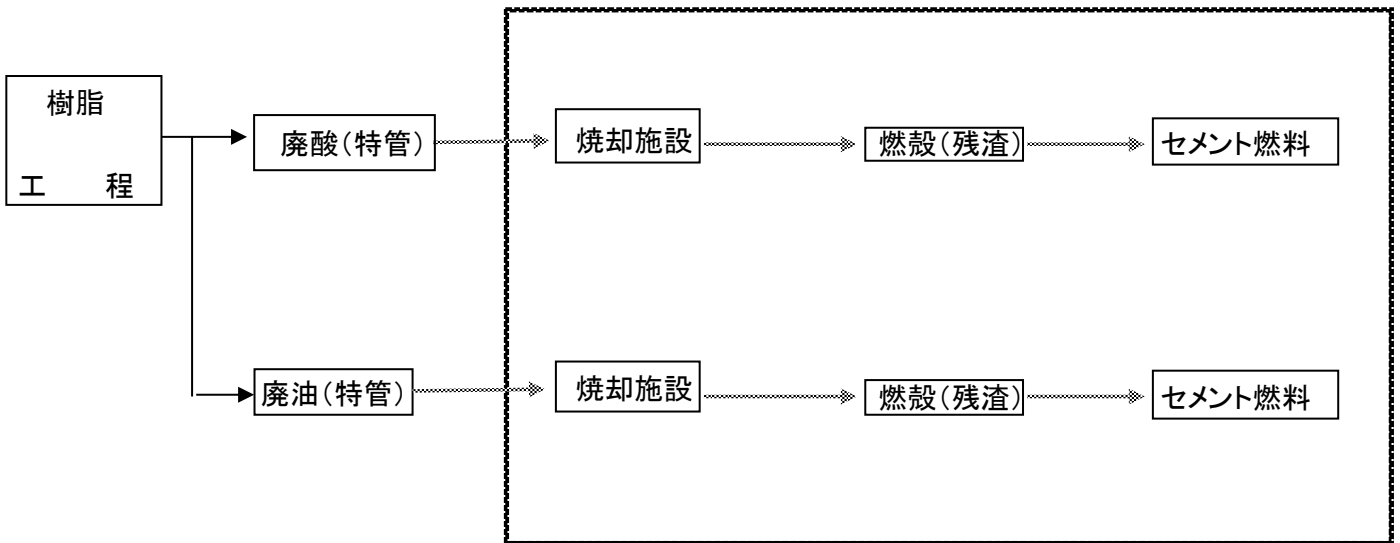 樹脂
工 程
廃酸(特管)
焼却施設
燃殻(残渣)
セメント燃料
廃油(特管)
焼却施設
燃殻(残渣)
セメント燃料